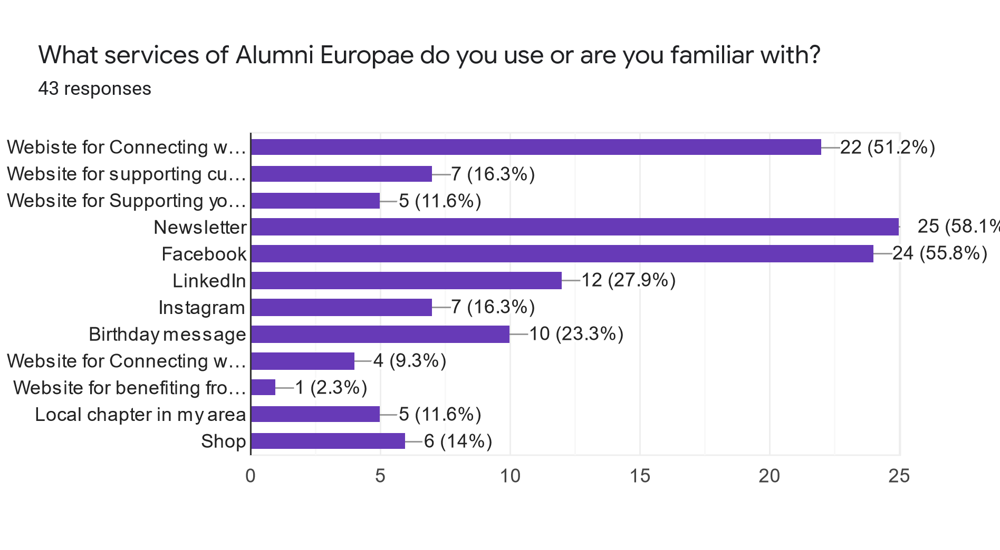 What services of Alumni Europae do you use or are you familiar with?
43 responses
Webiste for Connecting w… 22 (51.2%)
Website for supporting cu… 7 (16.3%)
Website for Supporting yo… 5 (11.6%)
Newsletter 25 (58.1%
Facebook 24 (55.8%)
LinkedIn 12 (27.9%)
Instagram 7 (16.3%)
Birthday message 10 (23.3%)
Website for Connecting w… 4 (9.3%)
Website for benefiting fro… 1 (2.3%)
Local chapter in my area 5 (11.6%)
Shop 6 (14%)
0 5 10 15 20 25